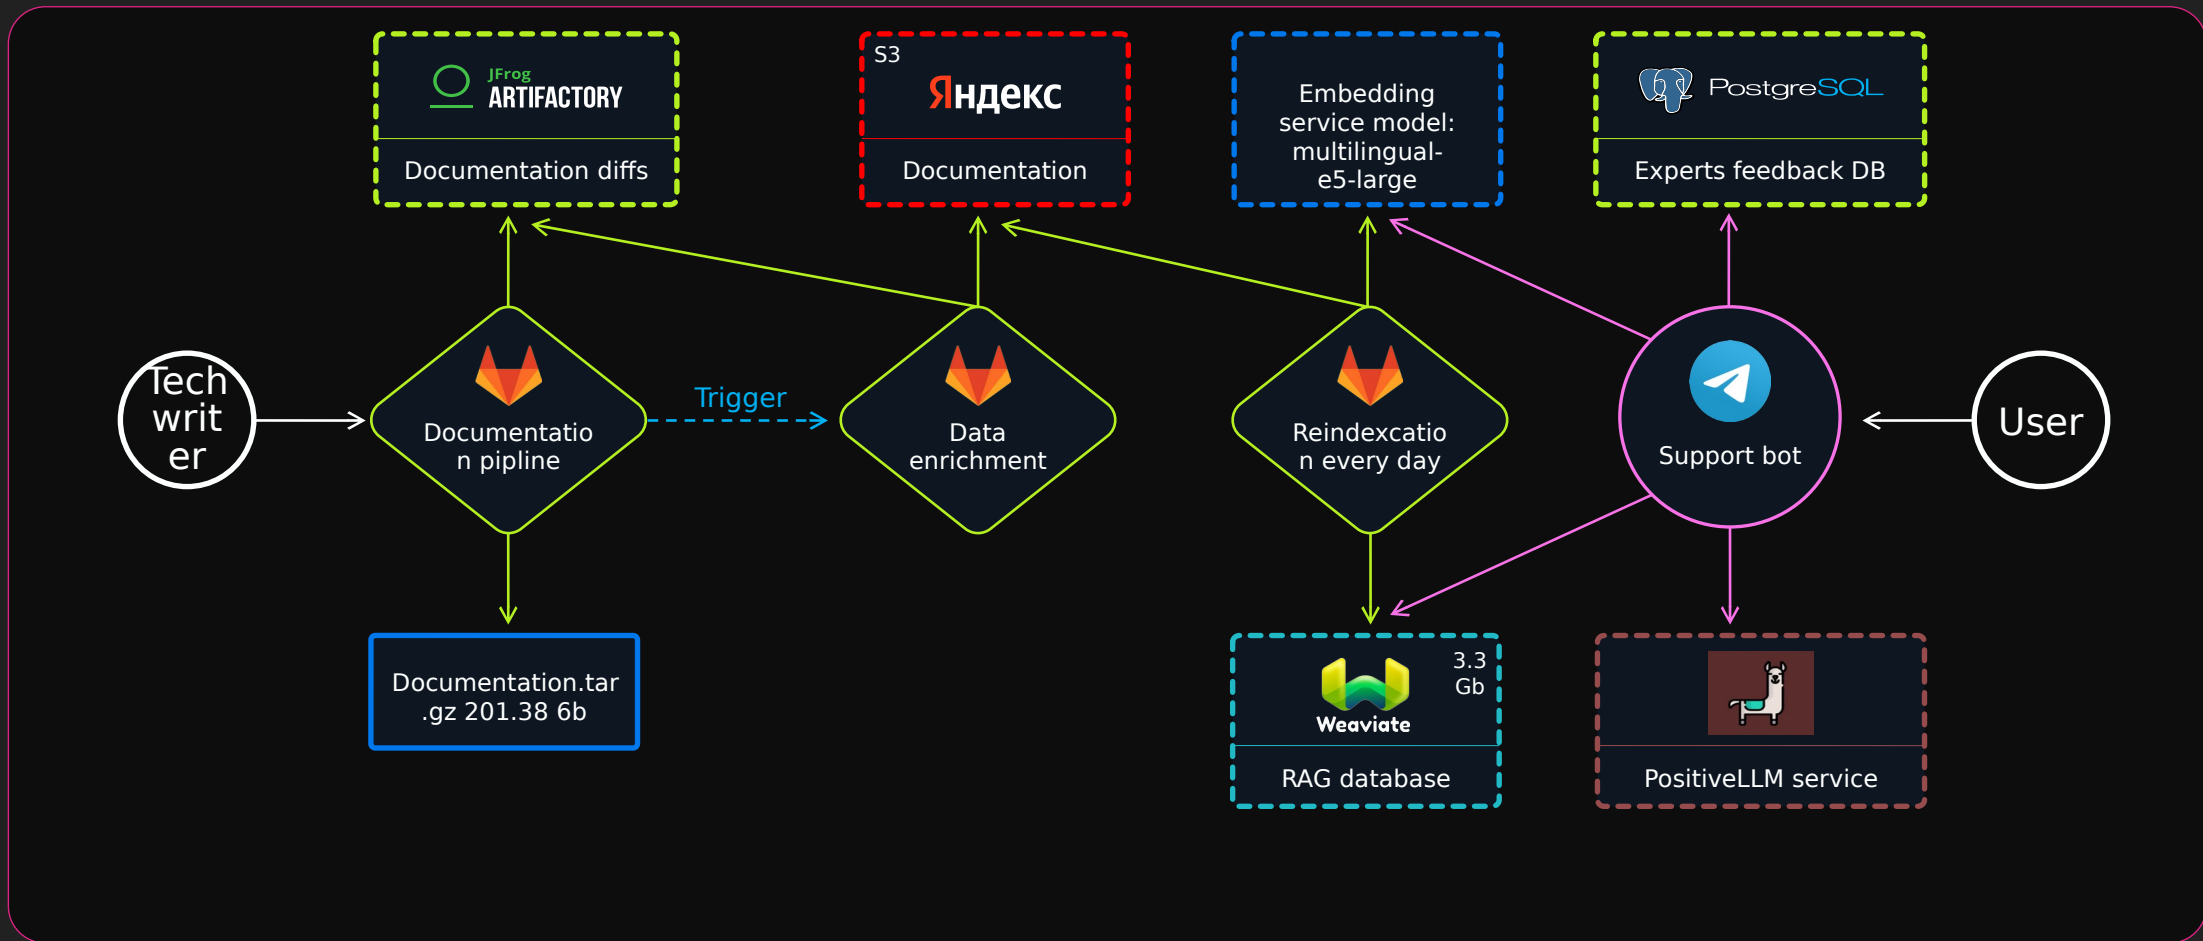 JFrog
ARTIFACTORY
Documentation diffs
S3
Яндекс
Documentation
Embedding
service model:
multilingual-
e5-large
PostgreSQL
Experts feedback DB
Tech
writ
er
Documentatio
n pipline
Trigger
Data
enrichment
Reindexcatio
n every day
Support bot
User
Documentation.tar
.gz 201.38 6b
3.3
Gb
Weaviate
RAG database
PositiveLLM service